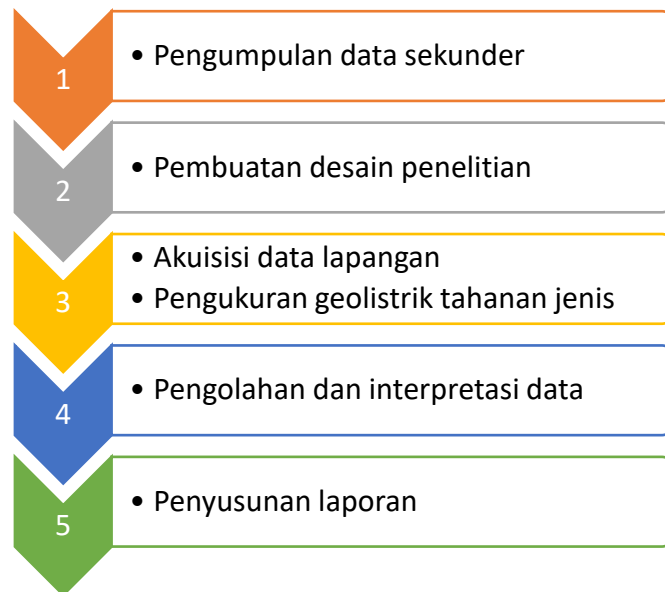 1
• Pengumpulan data sekunder
2
• Pembuatan desain penelitian
3
• Akuisisi data lapangan
• Pengukuran geolistrik tahanan jenis
4
• Pengolahan dan interpretasi data
5
• Penyusunan laporan